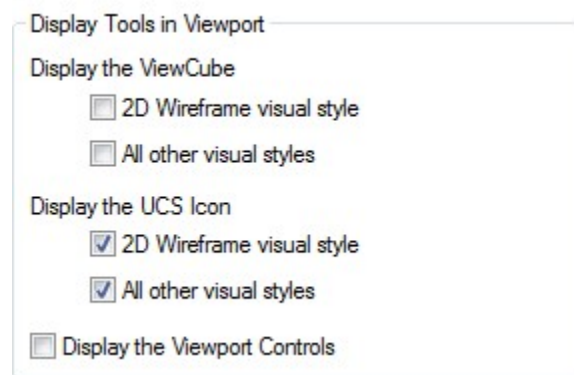 Display Tools in Viewport
Display the ViewCube
2D Wireframe visual style
All other visual styles
Display the UCS Icon
2D Wireframe visual style
All other visual styles
Display the Viewport Controls